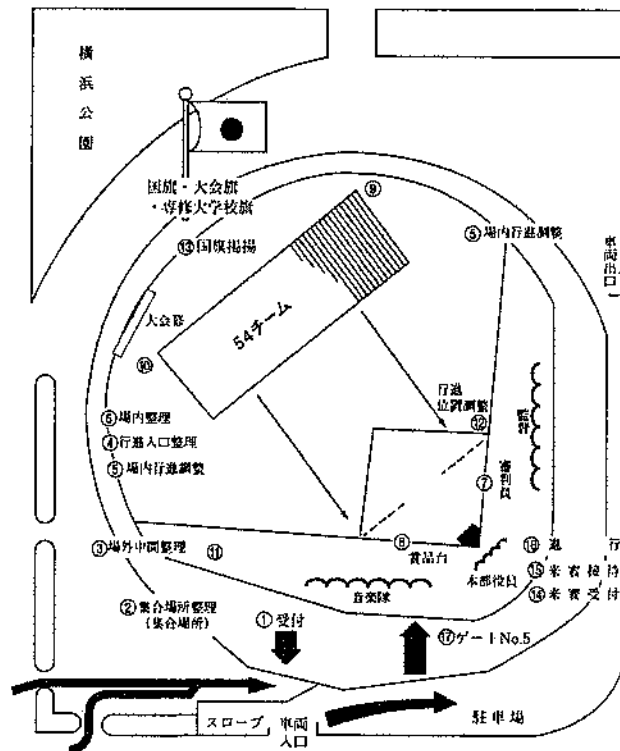 横浜公園
国旗・大会旗
・専修大学校旗
⑨
⑬国旗掲揚
⑤場内行進調整
車両出口
大会幕
54チーム
⑩
行進
位置調整
⑫
監督
⑥場内整理
④行進入口整理
⑤場内行進調整
⑦
審判員
③場外中間整理
⑪
⑧
賞品台
本部役員
⑯進行
⑮来賓接待
⑭来賓受付
音楽隊
②集合場所整理
(集合場所)
①受付
⑰ゲートNo.5
スロープ
車両
入口
駐車場